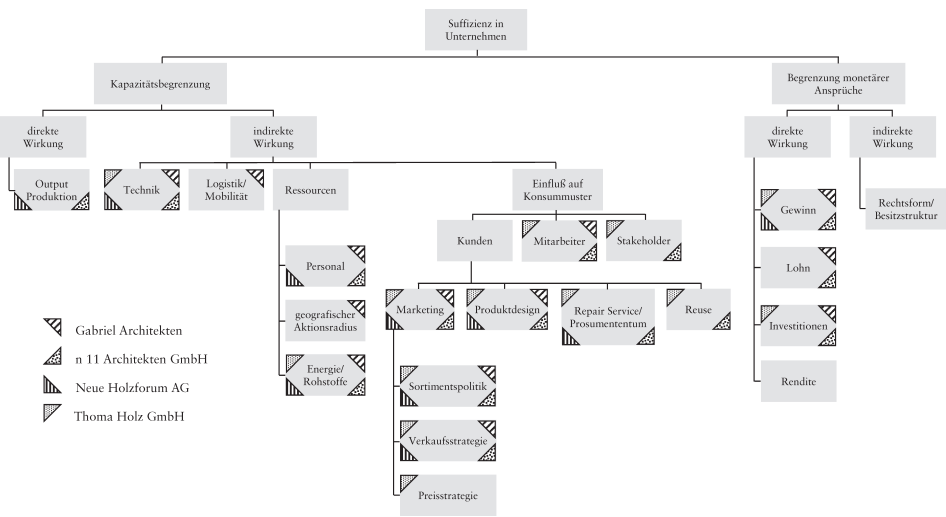 Suffizienz in
Unternehmen
Kapazitätsbegrenzung
Begrenzung monetärer
Ansprüche
direkte
Wirkung
indirekte
Wirkung
direkte
Wirkung
indirekte
Wirkung
Output
Produktion
Technik
Logistik/
Mobilität
Ressourcen
Einfluß auf
Konsummuster
Gewinn
Rechtsform/
Besitzstruktur
Kunden
Mitarbeiter
Stakeholder
Personal
Lohn
geografischer
Aktionsradius
Marketing
Produktdesign
Repair Service/
Prosumententum
Reuse
Investitionen
Energie/
Rohstoffe
Sortimentspolitik
Rendite
Verkaufsstrategie
Preisstrategie
Gabriel Architekten
n 11 Architekten GmbH
Neue Holzforum AG
Thoma Holz GmbH